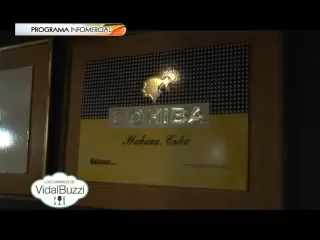 PROGRAMA INFOMERCIAL
COHIBA
Habana, Cuba
LOS CAMINOS DE
VidalBuzzi